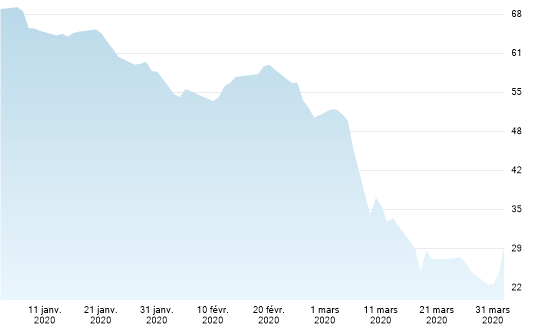 68
61
55
48
42
35
29
22
11 janv.
2020
21 janv.
2020
31 janv.
2020
10 févr.
2020
20 févr.
2020
1 mars
2020
11 mars
2020
21 mars
2020
31 mars
2020